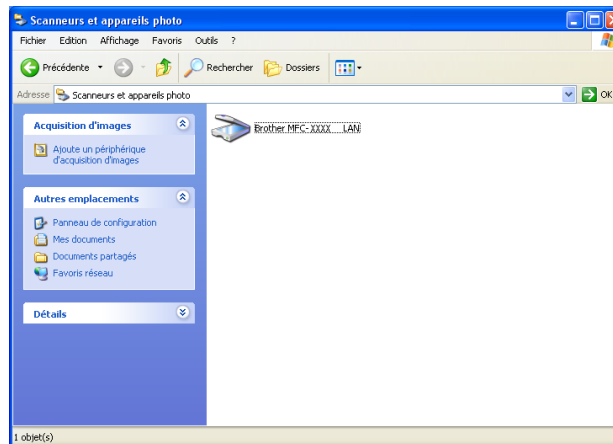 Scanneurs et appareils photo
Fichier Edition Affichage Favoris Outils ?
Précédente Rechercher Dossiers
Adresse Scanneurs et appareils photo OK
Acquisition d'images
Ajoute un périphérique
d'acquisition d'images
Brother MFC-XXXX LAN
Autres emplacements
Panneau de configuration
Mes documents
Documents partagés
Favoris réseau
Détails
1 objet(s)